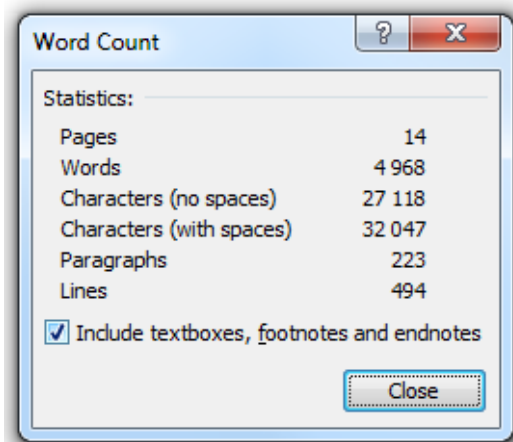 Word Count
Statistics:
Pages 14
Words 4 968
Characters (no spaces) 27 118
Characters (with spaces) 32 047
Paragraphs 223
Lines 494
Include textboxes, footnotes and endnotes
Close